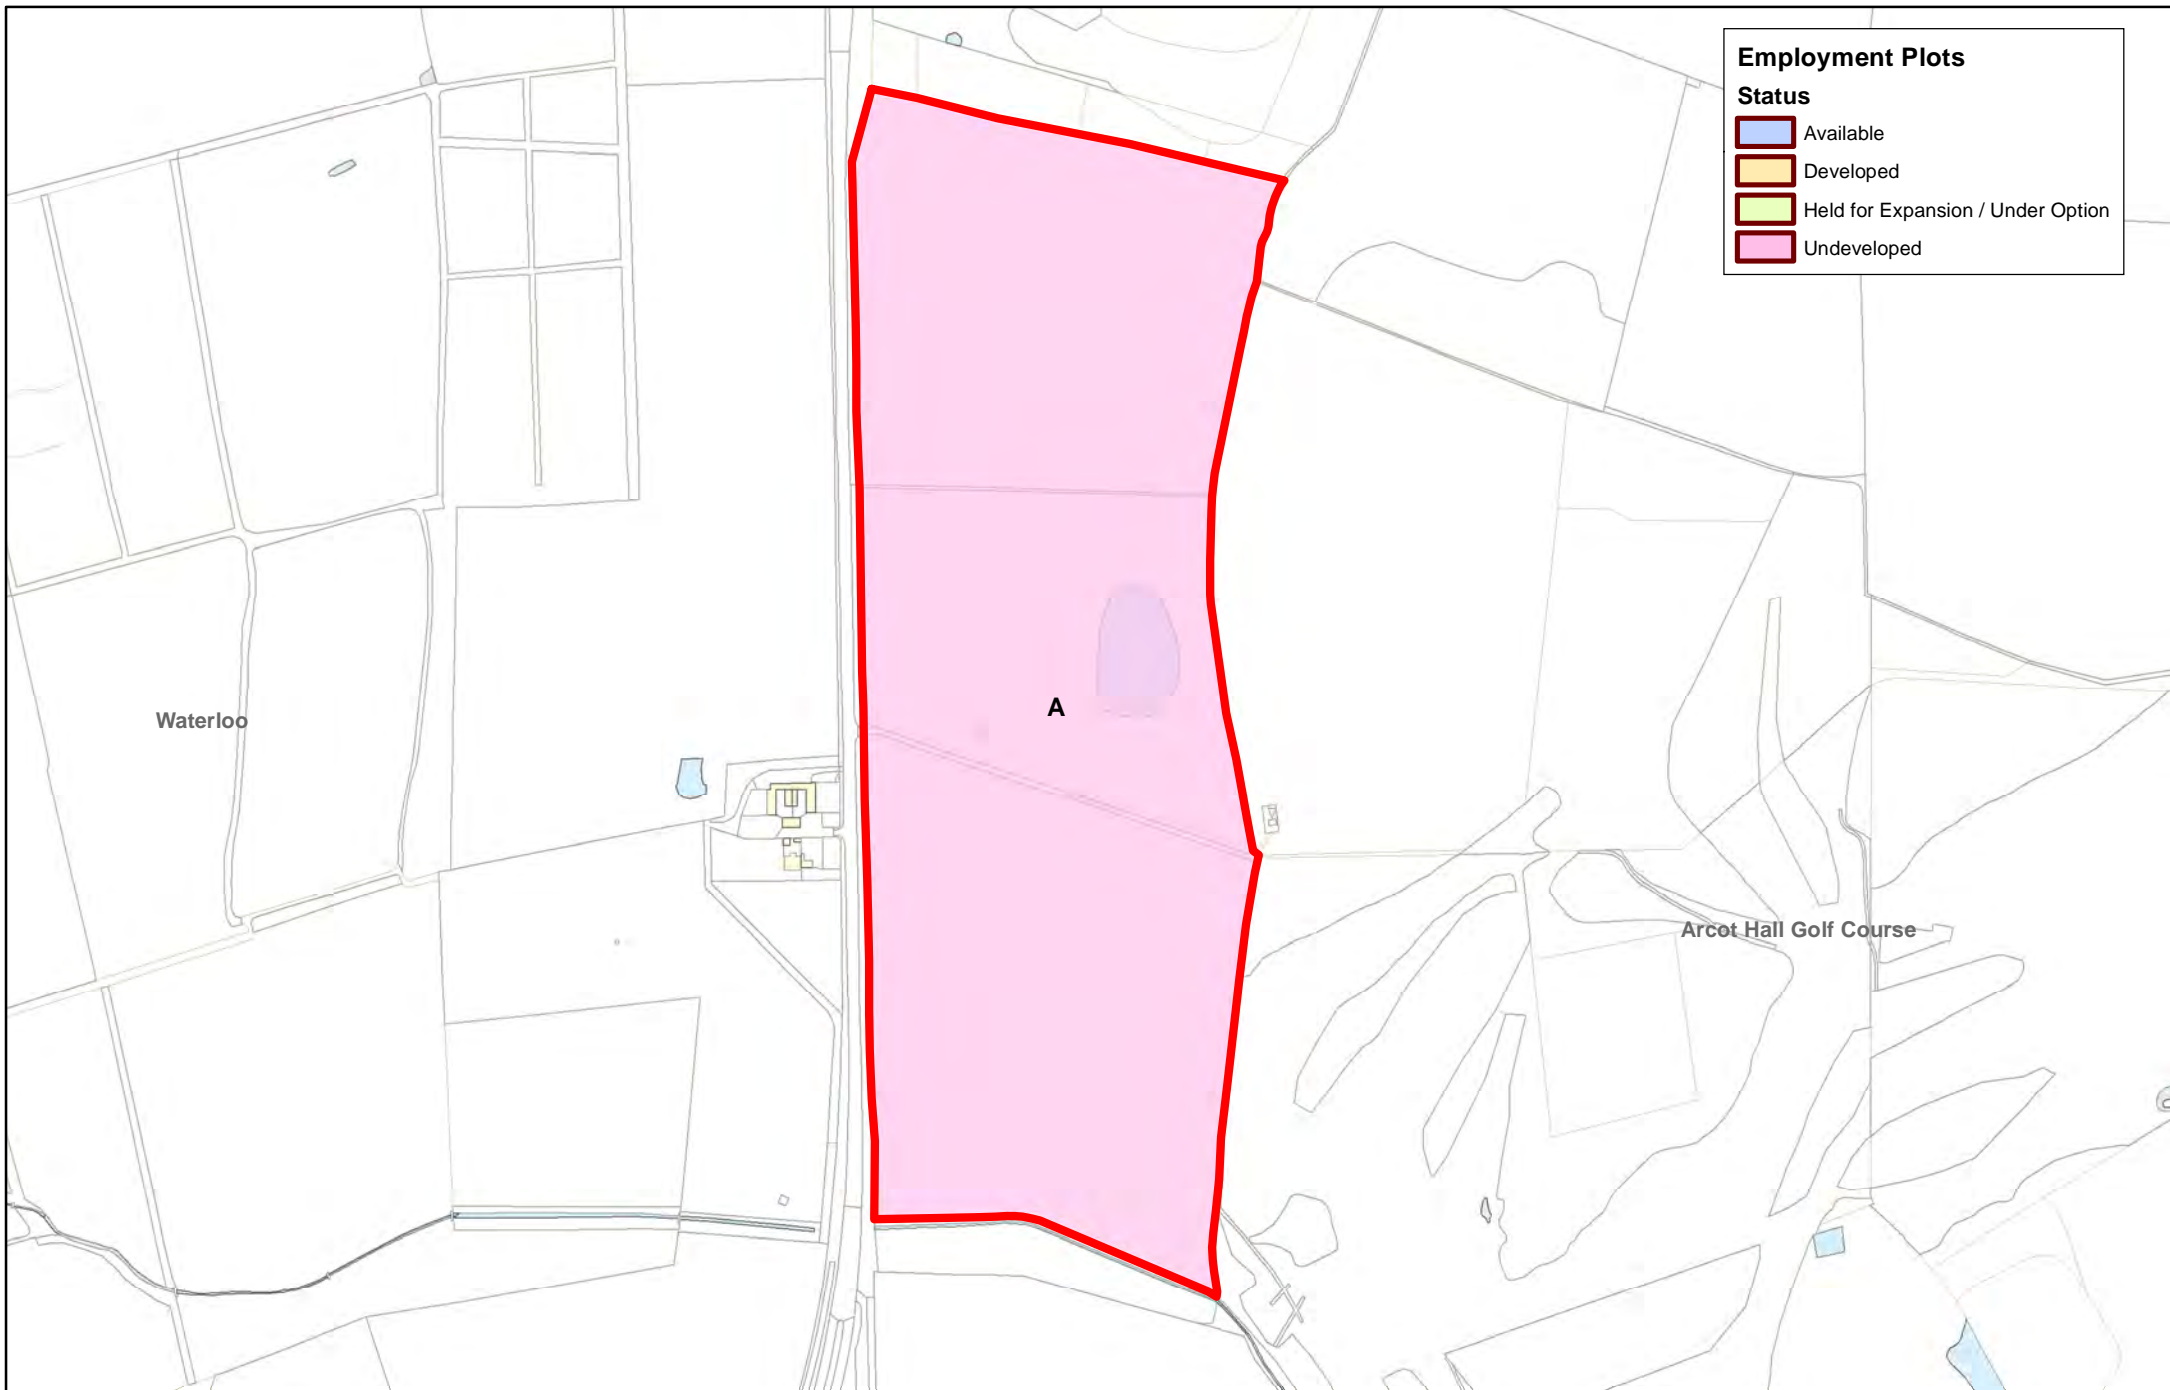 Employment Plots
Status
Available
Developed
Held for Expansion / Under Option
Undeveloped
A
Waterloo
Arcot Hall Golf Course